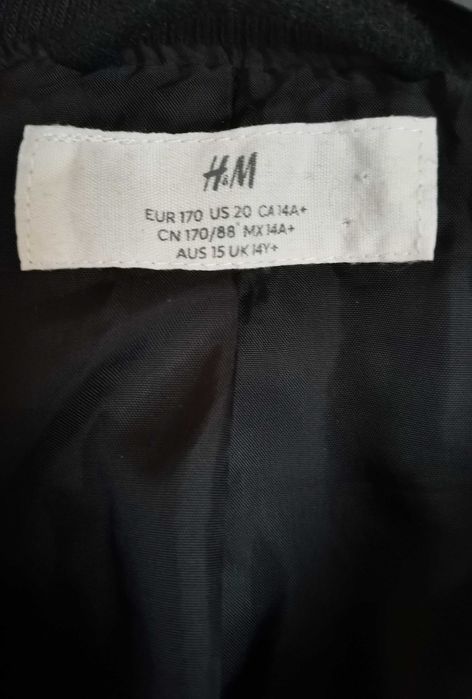 H&M
EUR 170 US 20 CA 14A+
CN 170/88 MX 14A+
AUS 15 UK 14Y+